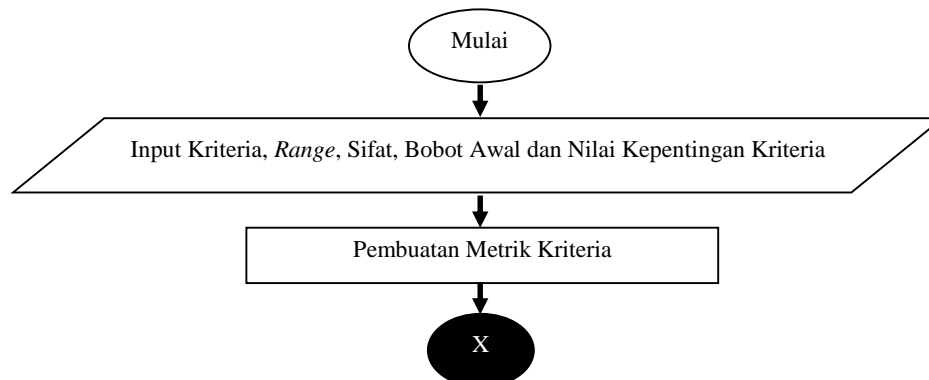 Mulai
Input Kriteria, Range, Sifat, Bobot Awal dan Nilai Kepentingan Kriteria
Pembuatan Metrik Kriteria
X